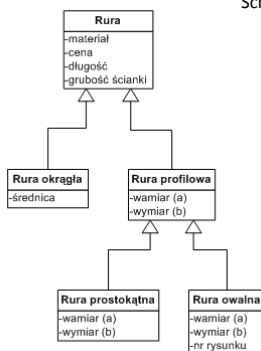 Rura
-materiał
-cena
-długość
-grubość ścianki
Rura okrągła
-średnica
Rura profilowa
-wamiar (a)
-wymiar (b)
Rura prostokątna
-wamiar (a)
-wymiar (b)
Rura owalna
-wamiar (a)
-wymiar (b)
-nr rysunku